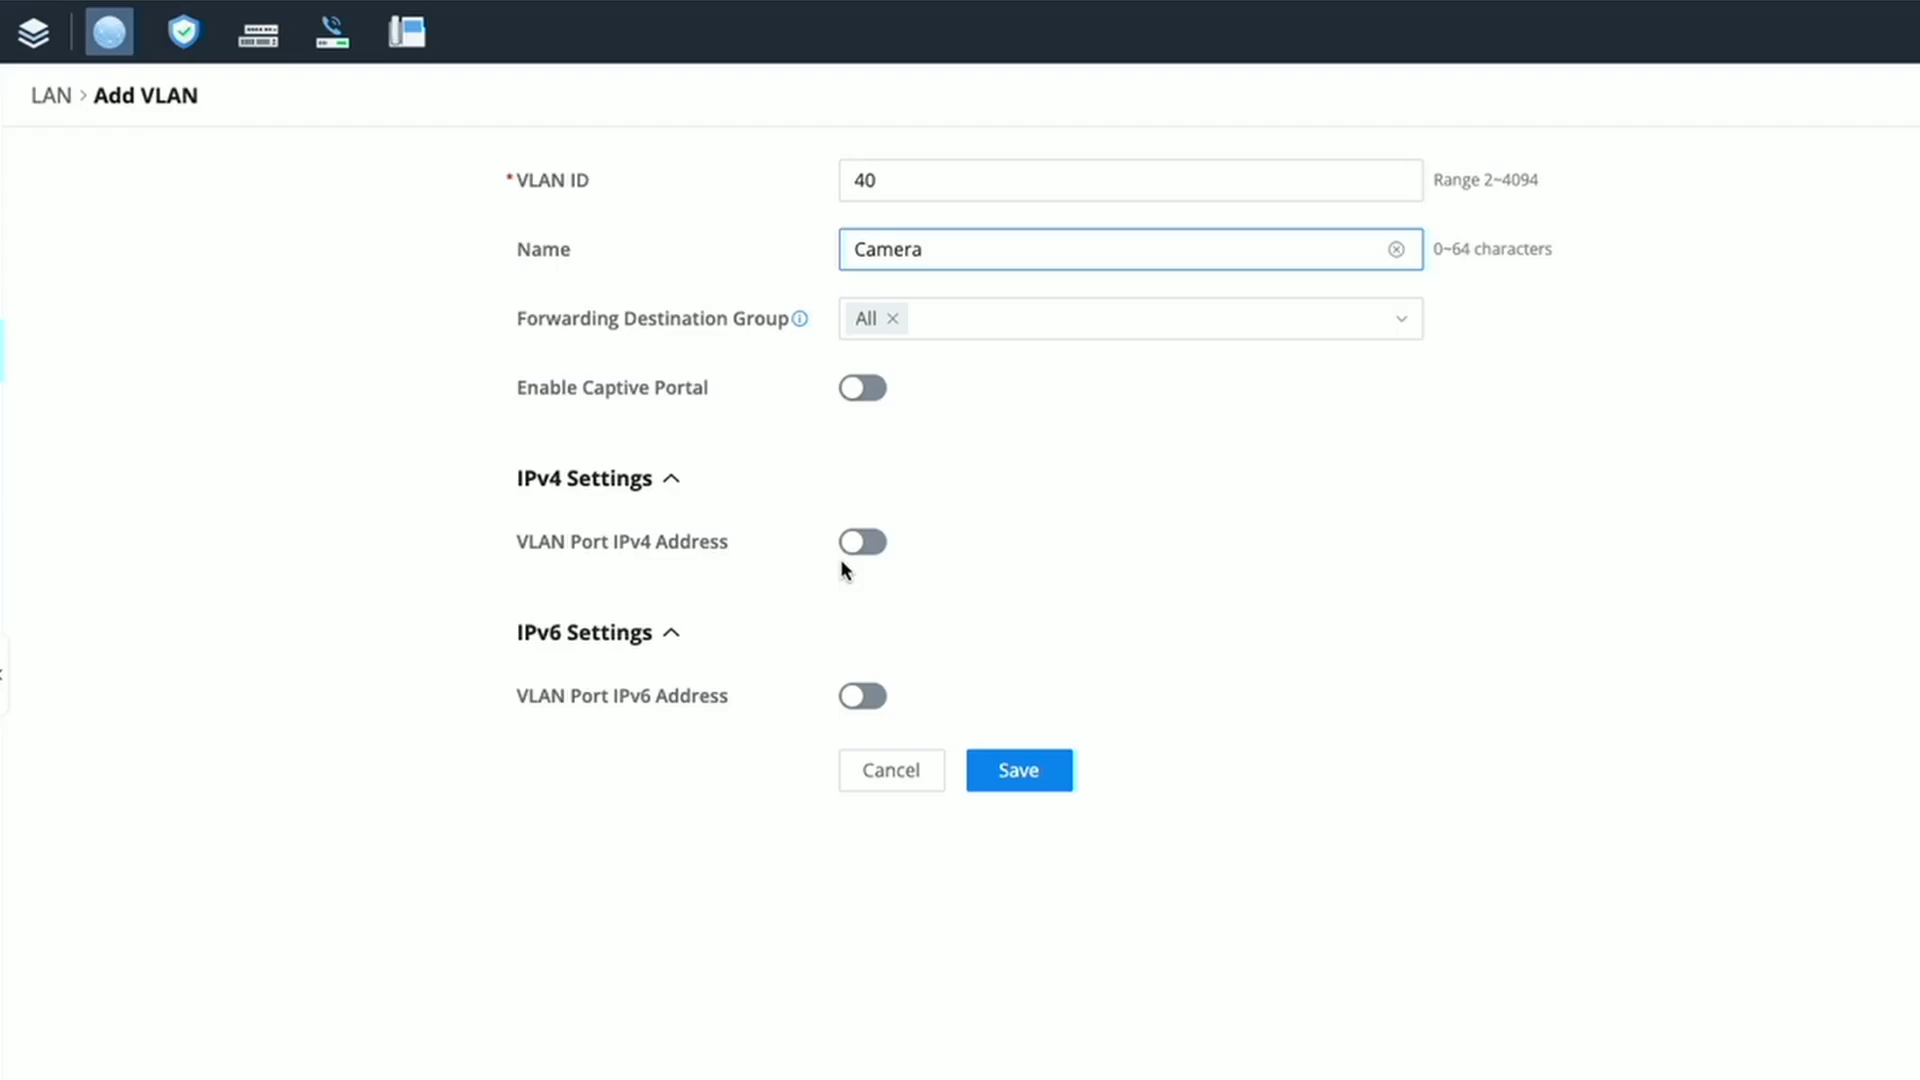 LAN > Add VLAN
*VLAN ID 40 Range 2~4094
Name Camera 0~64 characters
Forwarding Destination Group All
Enable Captive Portal
IPv4 Settings
VLAN Port IPv4 Address
IPv6 Settings
VLAN Port IPv6 Address
Cancel Save